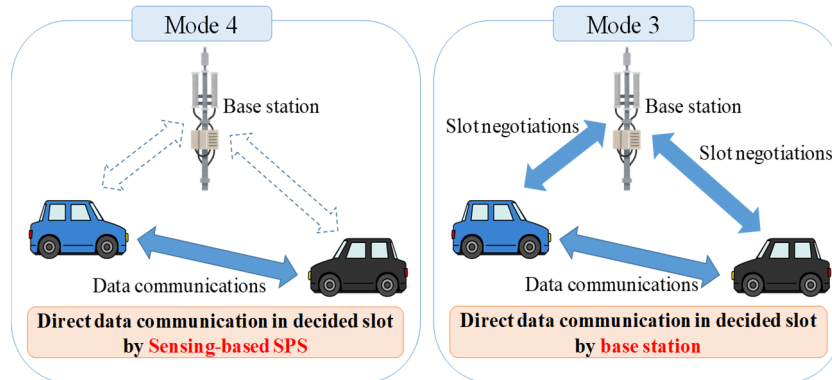 Mode 4
Base station
Data communications
Direct data communication in decided slot
by Sensing-based SPS
Mode 3
Base station
Slot negotiations
Slot negotiations
Data communications
Direct data communication in decided slot
by base station